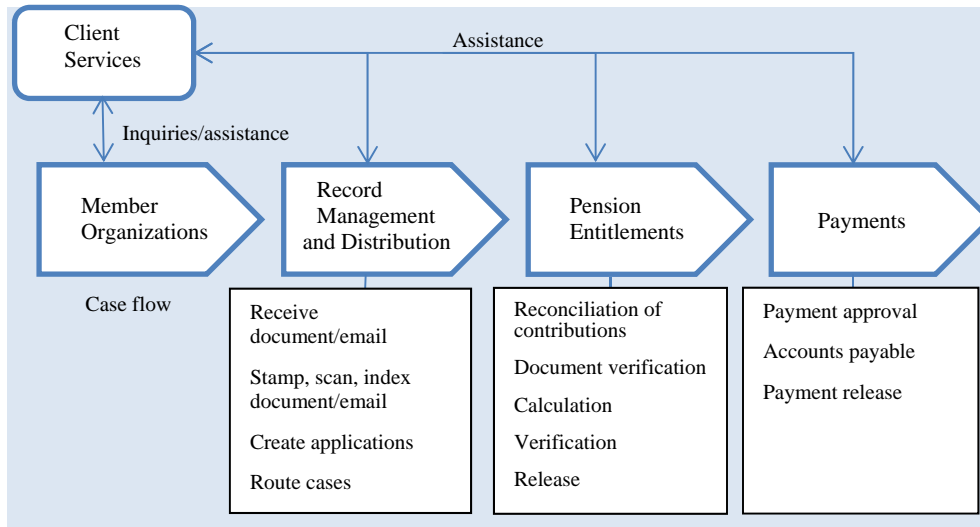 Client
Services
Assistance
Inquiries/assistance
Member
Organizations
Record
Management
and Distribution
Pension
Entitlements
Payments
Case flow
Receive
document/email
Stamp, scan, index
document/email
Create applications
Route cases
Reconciliation of
contributions
Document verification
Calculation
Verification
Release
Payment approval
Accounts payable
Payment release